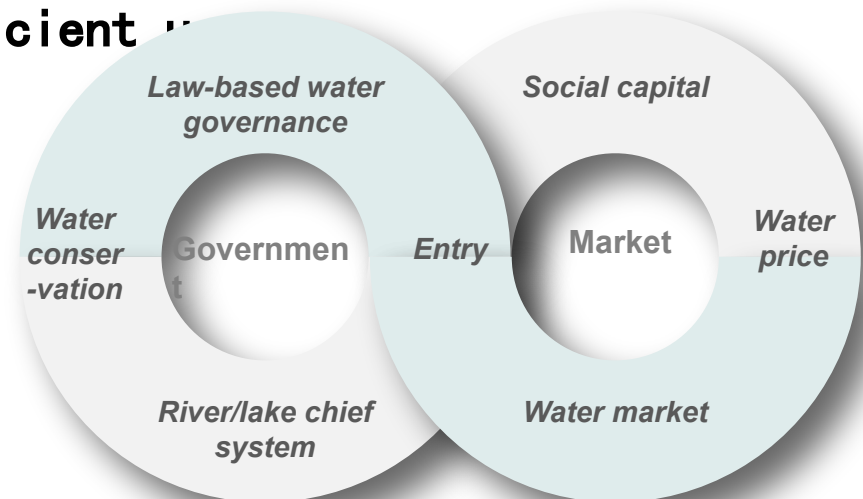 cient
Law-based water
governance
Social capital
Water
conser
-vation
Governmen
t
Entry
Market
Water
price
River/lake chief
system
Water market